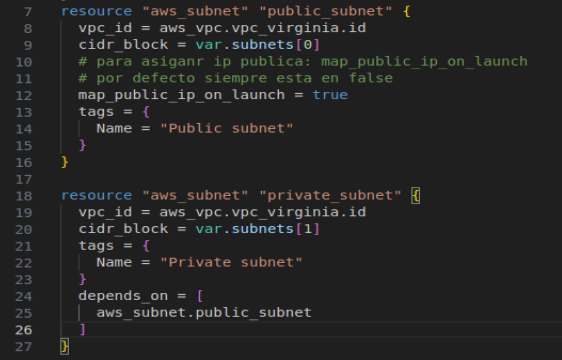 7 resource "aws_subnet" "public_subnet" {
8 vpc_id = aws_vpc.vpc_virginia.id
9 cidr_block = var.subnets[0]
10 # para asiganr ip publica: map_public_ip_on_launch
11 # por defecto siempre esta en false
12 map_public_ip_on_launch = true
13 tags = {
14 Name = "Public subnet"
15 }
16 }
17
18 resource "aws_subnet" "private_subnet" {
19 vpc_id = aws_vpc.vpc_virginia.id
20 cidr_block = var.subnets[1]
21 tags = {
22 Name = "Private subnet"
23 }
24 depends_on = [
25 aws_subnet.public_subnet
26 ]
27 }